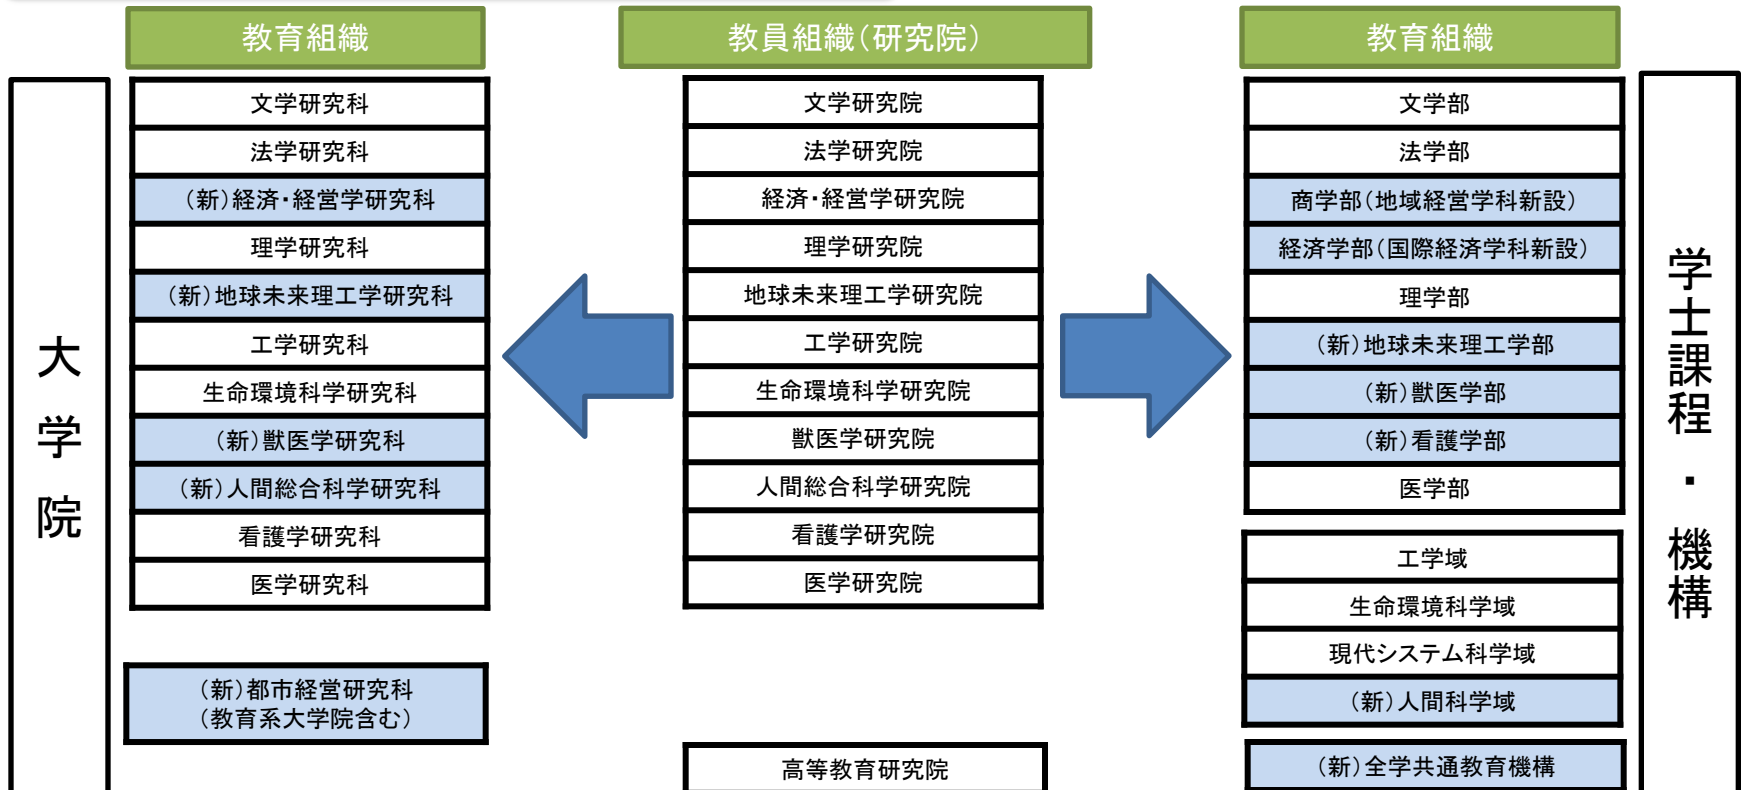 教育組織
教員組織(研究院)
教育組織
大学院
文学研究科
法学研究科
(新)経済・経営学研究科
理学研究科
(新)地球未来理工学研究科
工学研究科
生命環境科学研究科
(新)獣医学研究科
(新)人間総合科学研究科
看護学研究科
医学研究科
(新)都市経営研究科
(教育系大学院含む)
文学研究院
法学研究院
経済・経営学研究院
理学研究院
地球未来理工学研究院
工学研究院
生命環境科学研究院
獣医学研究院
人間総合科学研究院
看護学研究院
医学研究院
高等教育研究院
文学部
法学部
商学部(地域経営学科新設)
経済学部(国際経済学科新設)
理学部
(新)地球未来理工学部
(新)獣医学部
(新)看護学部
医学部
工学域
生命環境科学域
現代システム科学域
(新)人間科学域
(新)全学共通教育機構
学士課程・機構